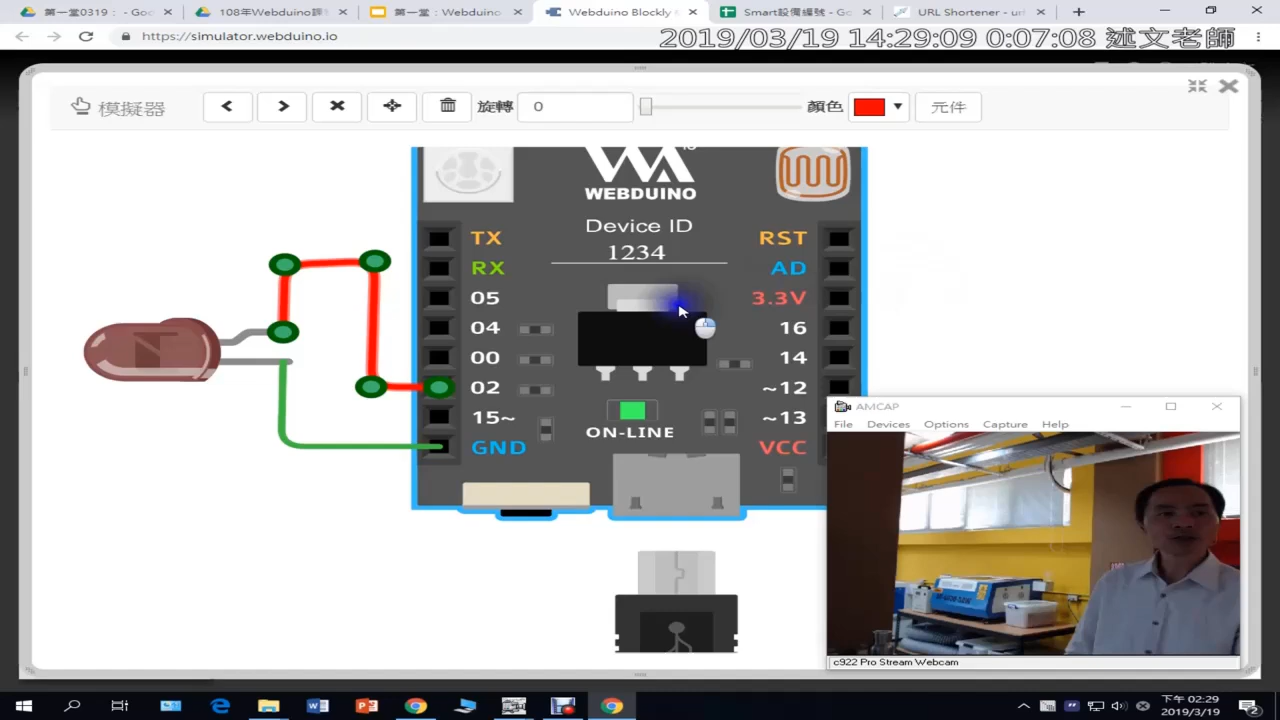 第一堂0319： - Goo
108年Webduino課
第一堂：Webduino
Webduino Blockly
Smart設備編號 - Go
URL Shortener - url
https://simulator.webduino.io
2019/03/19 14:29:09 0:07:08 述文老師
模擬器
旋轉
0
顏色
元件
WEBDUINO
Device ID
1234
TX
RX
05
04
00
02
15~
GND
RST
AD
3.3V
16
14
~12
~13
VCC
ON-LINE
AMCAP
File Devices Options Capture Help
c922 Pro Stream Webcam
下午 02:29
2019/3/19
2